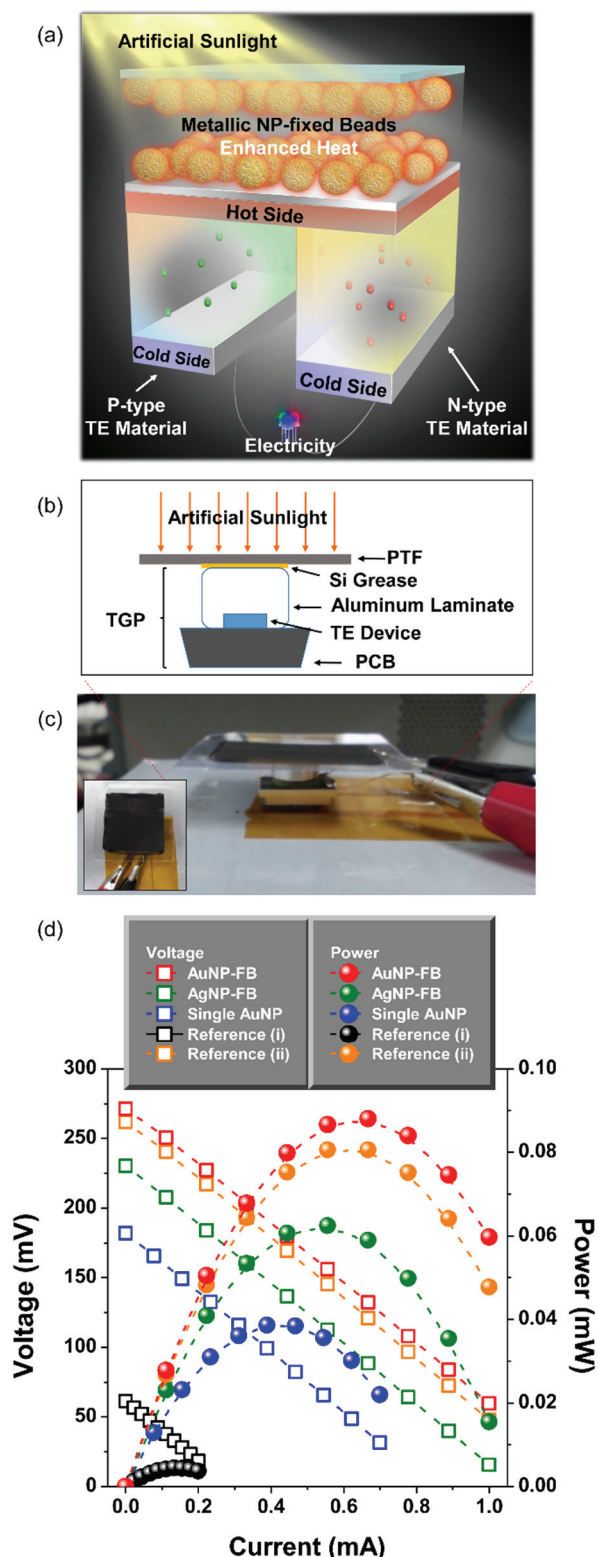 (a)
Artificial Sunlight
Metallic NP-fixed Beads
Enhanced Heat
Hot Side
Cold Side
Cold Side
P-type
TE Material
N-type
TE Material
Electricity
(b)
Artificial Sunlight
PTF
Si Grease
Aluminum Laminate
TE Device
PCB
TGP
(c)
(d)
Voltage
AuNP-FB
AgNP-FB
Single AuNP
Reference (i)
Reference (ii)
Power
AuNP-FB
AgNP-FB
Single AuNP
Reference (i)
Reference (ii)
300
250
200
150
100
50
0
Voltage (mV)
0.10
0.08
0.06
0.04
0.02
0.00
Power (mW)
0.0 0.2 0.4 0.6 0.8 1.0
Current (mA)